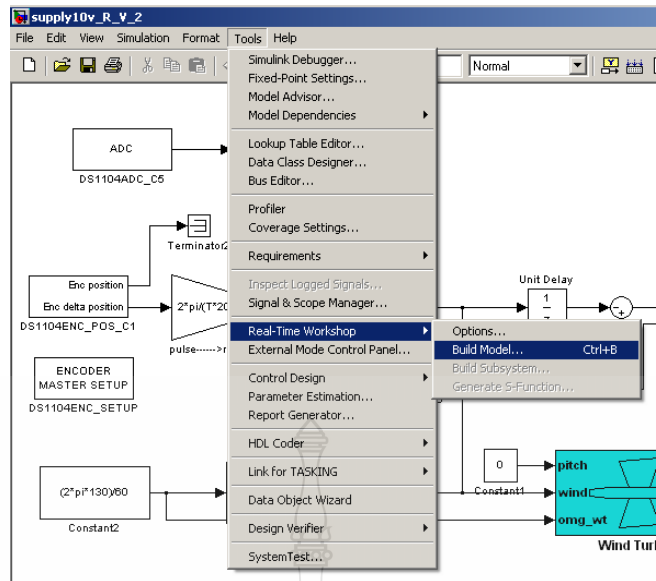 supply10v_R_V_2
File Edit View Simulation Format Tools Help
Normal
Simulink Debugger...
Fixed-Point Settings...
Model Advisor...
Model Dependencies
Lookup Table Editor...
Data Class Designer...
Bus Editor...
Profiler
Coverage Settings...
Requirements
Inspect Logged Signals...
Signal & Scope Manager...
Real-Time Workshop
External Mode Control Panel...
Control Design
Parameter Estimation...
Report Generator...
HDL Coder
Link for TASKING
Data Object Wizard
Design Verifier
SystemTest...
Options...
Build Model... Ctrl+B
Build Subsystem...
Generate S-Function...
ADC
DS1104ADC_C5
Terminator2
Enc position
Enc delta position
DS1104ENC_POS_C1
2*pi/(T*20
pulse------>r
ENCODER
MASTER SETUP
DS1104ENC_SETUP
(2*pi*130)/60
Constant2
Unit Delay
1
0
Constant1
pitch
wind
omg_wt
Wind Turl